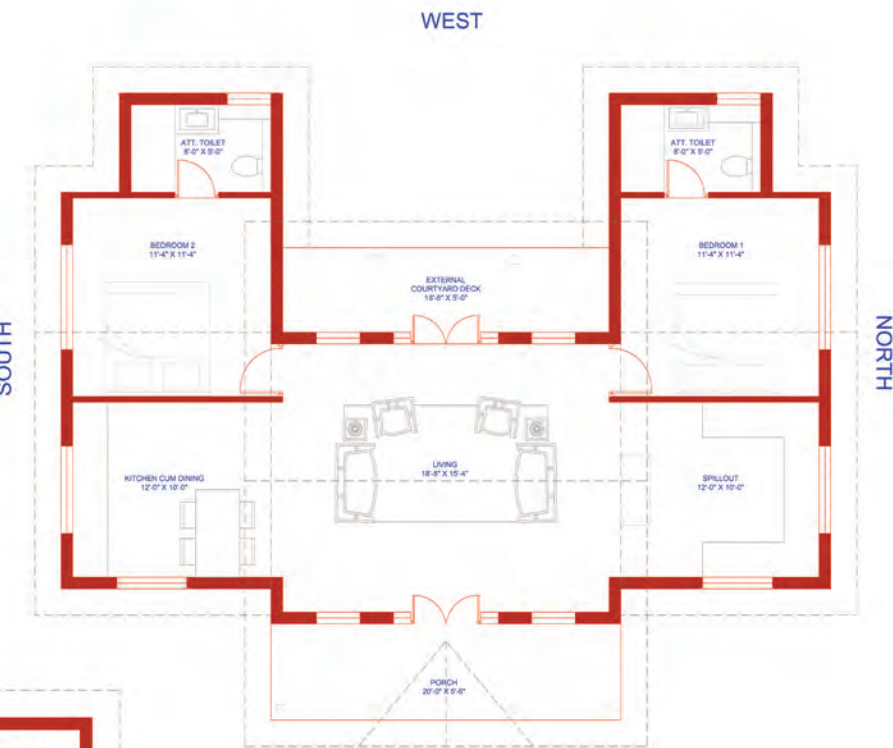 WEST
ATT. TOILET
8'-0" X 5'-0"
ATT. TOILET
8'-0" X 5'-0"
BEDROOM 2
11'-4" X 11'-4"
BEDROOM 1
11'-4" X 11'-4"
EXTERNAL
COURTYARD DECK
18'-8" X 5'-0"
SOUTH
NORTH
KITCHEN CUM DINING
12'-0" X 10'-0"
LIVING
18'-8" X 15'-4"
SPILLOUT
12'-0" X 10'-0"
PORCH
20'-0" X 5'-6"